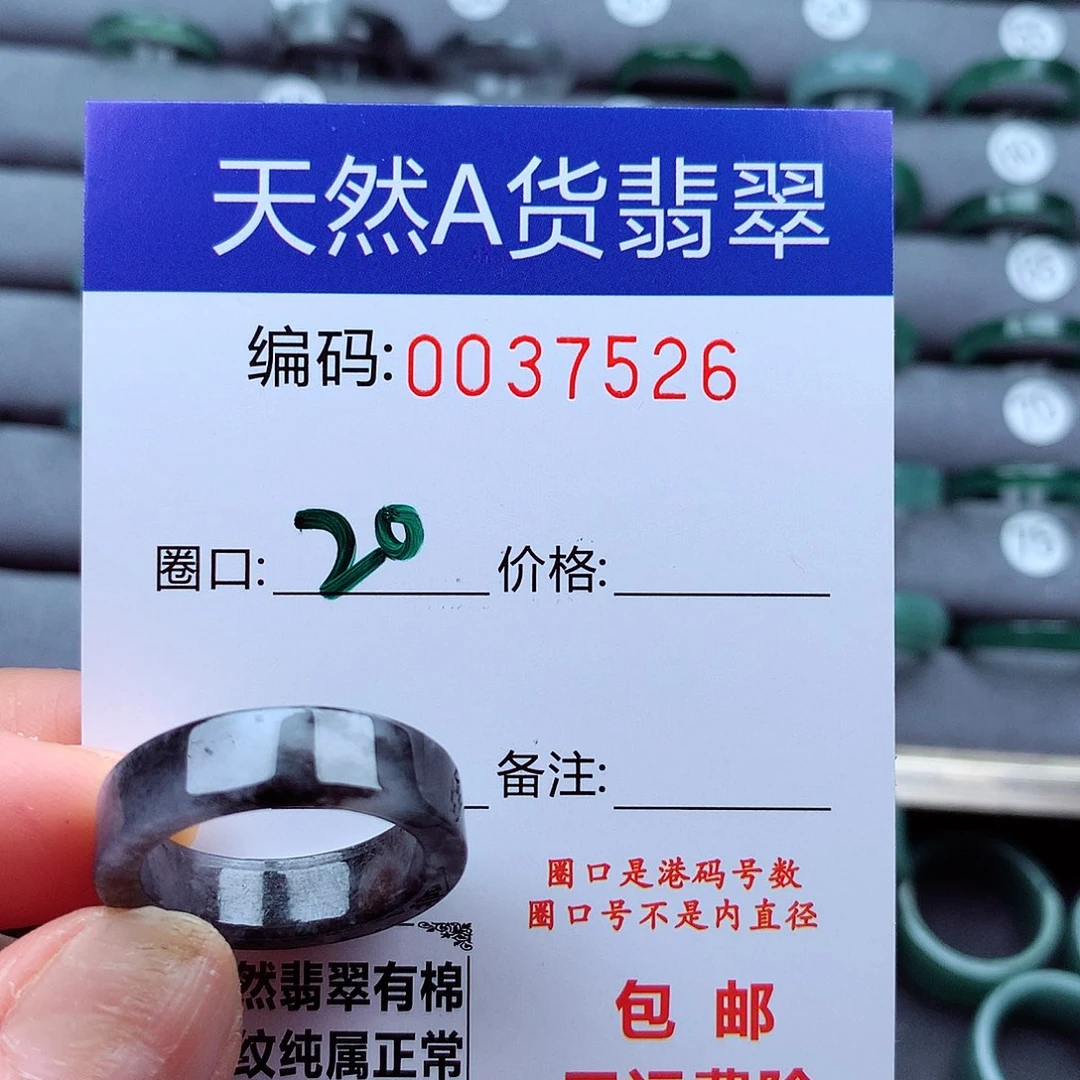 天然A货翡翠
编码:0037526
圈口: 20 价格:
备注:
圈口是港码号数
圈口号不是内直径
然翡翠有棉
纹纯属正常
包 邮